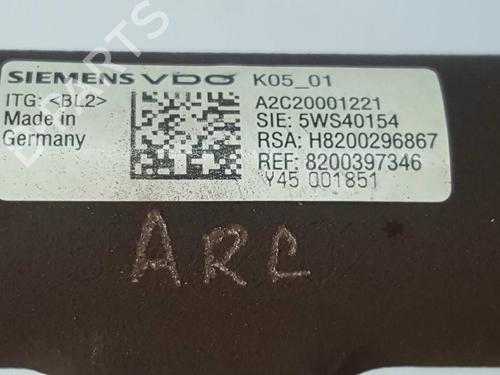 SIEMENS VDO K05_01
ITG: <BL2> A2C20001221
Made in SIE: 5WS40154
Germany RSA: H8200296867
REF: 8200397346
Y45 001851
ARC